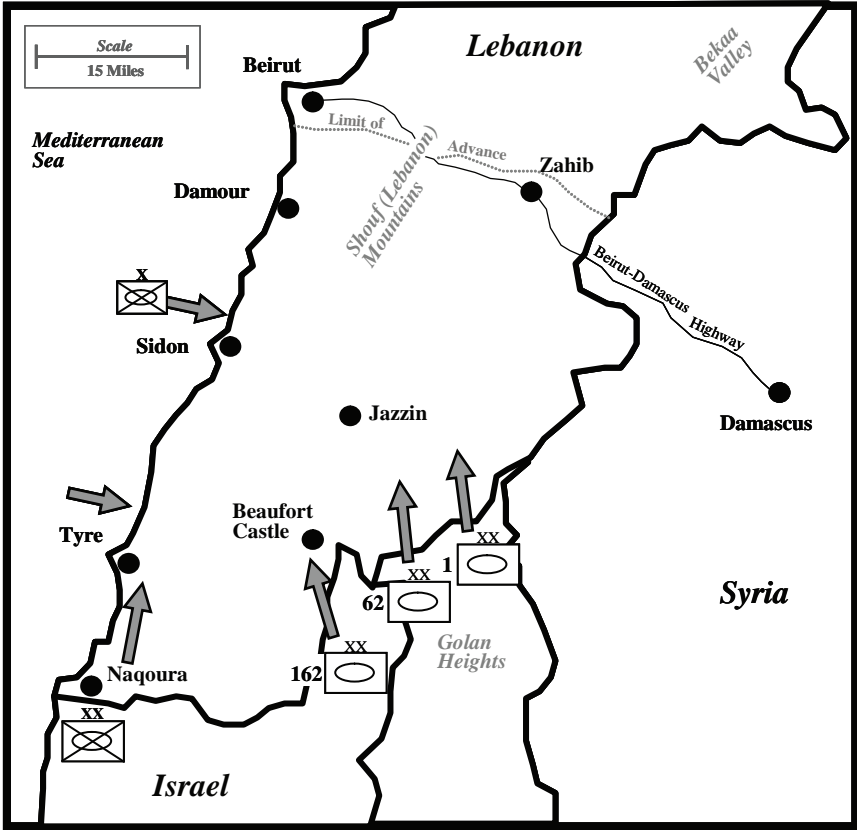 Scale
15 Miles
Beirut
Lebanon
Bekaa
Valley
Mediterranean
Sea
Limit of
Advance
Zahib
Damour
Shouf (Lebanon)
Mountains
Beirut-Damascus
Highway
X
Sidon
Jazzin
Damascus
Beaufort
Castle
Tyre
XX
1
XX
62
Syria
Golan
Heights
XX
162
Naqoura
XX
Israel